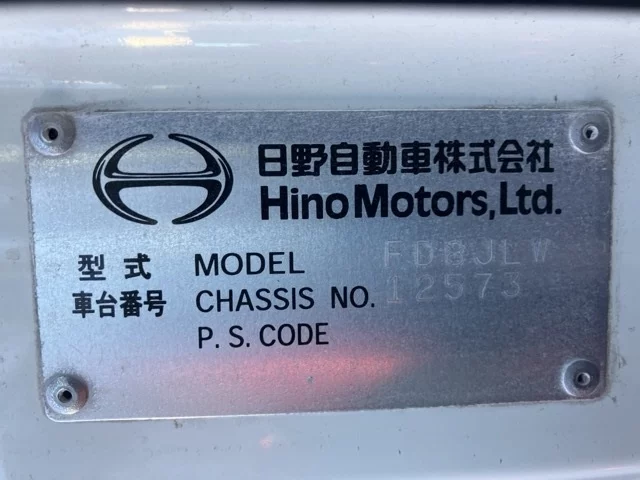 日野自動車株式会社
Hino Motors, Ltd.
型式 MODEL FD8JLW
車台番号 CHASSIS NO. 12573
P. S. CODE